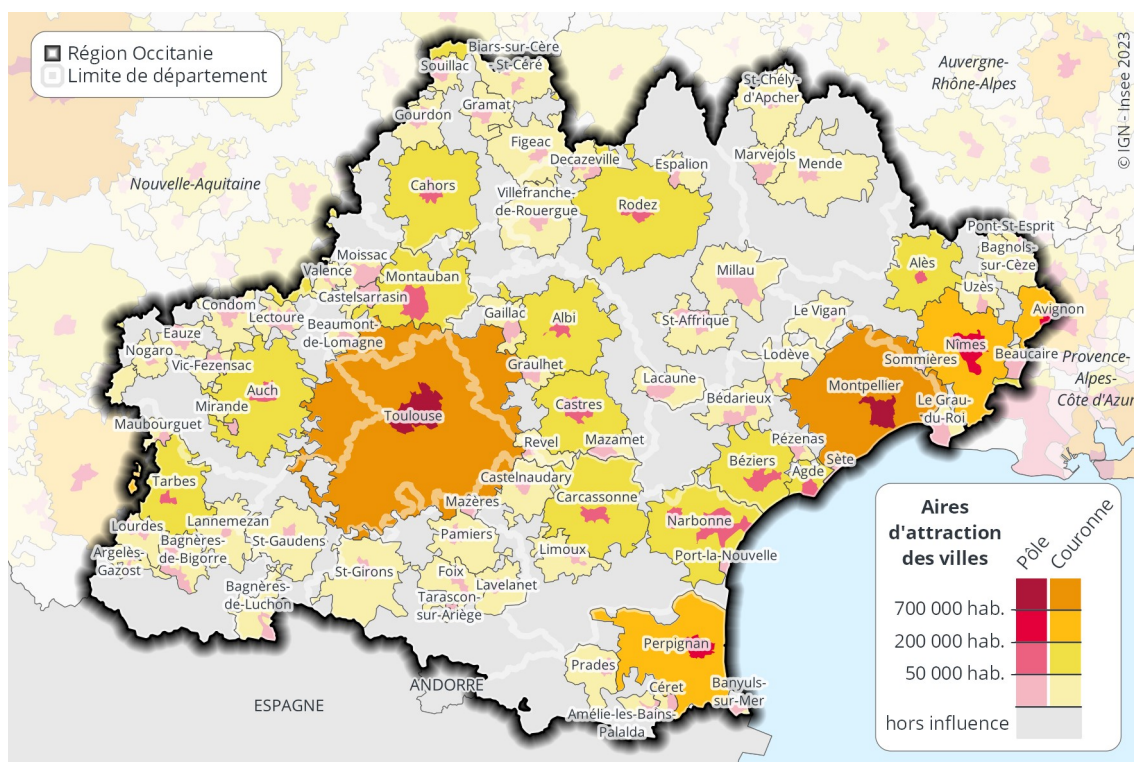 Région Occitanie
Limite de département
© IGN - Insee 2023
Auvergne-
Rhône-Alpes
Nouvelle-Aquitaine
Provence-
Alpes-
Côte d'Azur
ESPAGNE
ANDORRE
Biars-sur-Cère
- St-Céré
Souillac
Gramat
Gourdon
Figeac
Decazeville
Cahors
Villefranche-
de-Rouergue
Espalion
Rodez
St-Chély-
d'Apcher
Marvejols
Mende
Pont-St-Esprit
Bagnols-
sur-Cèze
Alès
Uzès
Avignon
Nîmes
Beaucaire
Sommières
Moissac
Valence
Montauban
Castelsarrasin
Condom
Lectoure
Beaumont-
de-Lomagne
Eauze
Nogaro
Vic-Fezensac
Auch
Mirande
Maubourguet
Gaillac
Albi
Graulhet
Millau
St-Affrique
Le Vigan
Lodève
Montpellier
Le Grau-
du-Roi
Toulouse
Castres
Lacaune
Bédarieux
Mazamet
Revel
Pézenas
Sète
Béziers
Agde
Castelnaudary
Carcassonne
Narbonne
Port-la-Nouvelle
Tarbes
Mazères
Lourdes
Lannemezan
Bagnères-
de-Bigorre
St-Gaudens
Argelès-
Gazost
Pamiers
Limoux
Bagnères-
de-Luchon
St-Girons
Foix
Lavelanet
Tarascon-
sur-Ariège
Perpignan
Prades
Céret
Banyuls-
sur-Mer
Amélie-les-Bains-
Palalda
Aires
d'attraction
des villes
Pôle
Couronne
700 000 hab.
200 000 hab.
50 000 hab.
hors influence